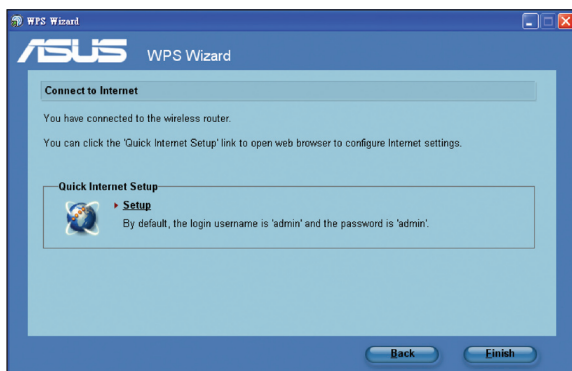 WPS Wizard
ASUS WPS Wizard
Connect to Internet
You have connected to the wireless router.
You can click the 'Quick Internet Setup' link to open web browser to configure Internet settings.
Quick Internet Setup
Setup
By default, the login username is 'admin' and the password is 'admin'.
Back Finish